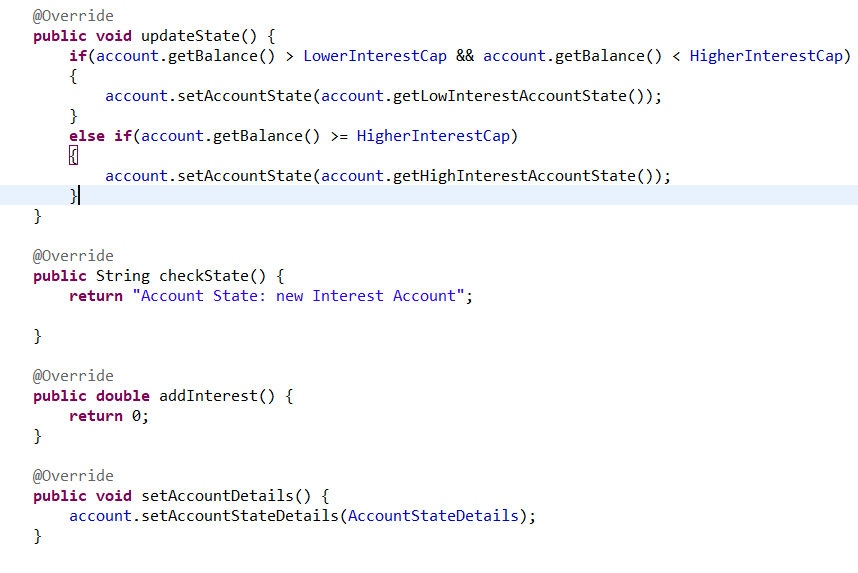 @Override
public void updateState() {
if(account.getBalance() > LowerInterestCap && account.getBalance() < HigherInterestCap)
{
account.setAccountState(account.getLowInterestAccountState());
}
else if(account.getBalance() >= HigherInterestCap)
{
account.setAccountState(account.getHighInterestAccountState());
}
}
@Override
public String checkState() {
return "Account State: new Interest Account";
}
@Override
public double addInterest() {
return 0;
}
@Override
public void setAccountDetails() {
account.setAccountStateDetails(AccountStateDetails);
}